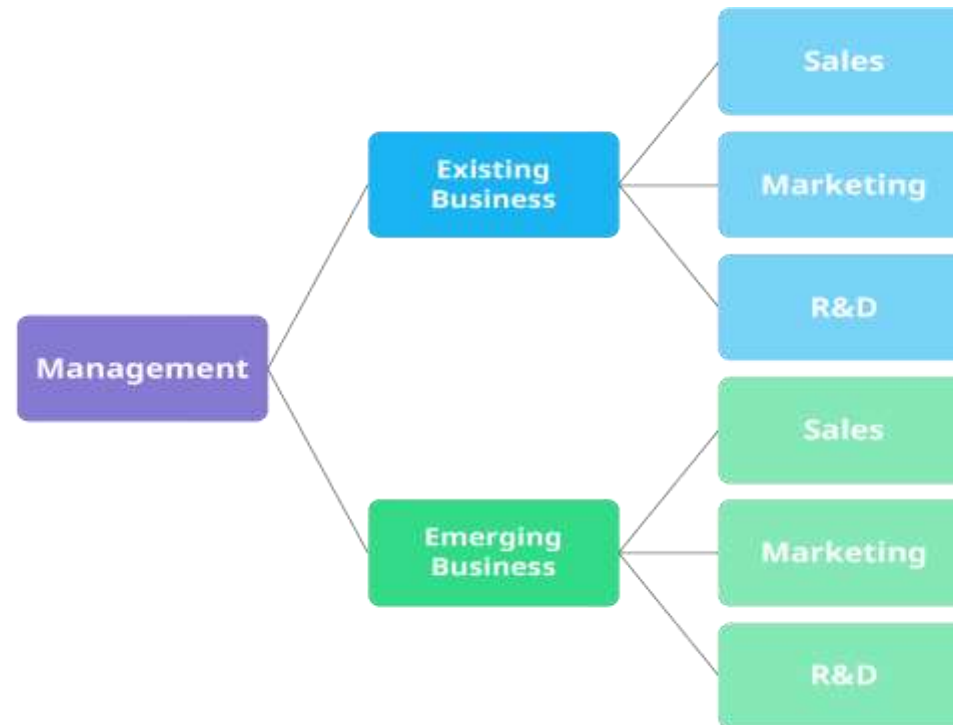 Management
Existing
Business
Sales
Marketing
R&D
Emerging
Business
Sales
Marketing
R&D